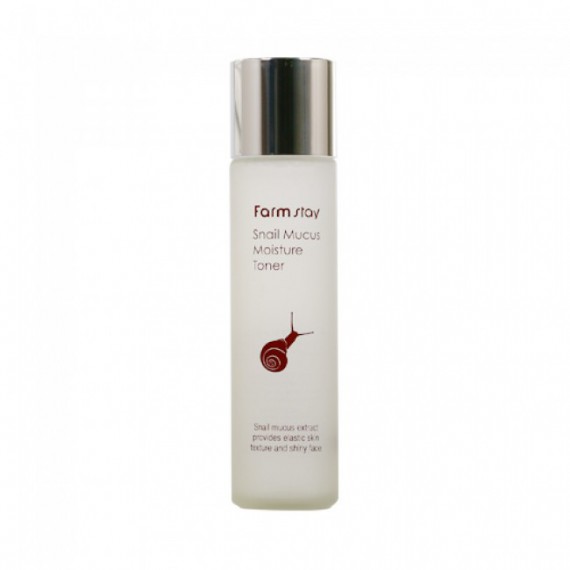 Farm stay
Snail Mucus
Moisture
Toner
Snail mucus extract
provides elastic skin
texture and shiny face